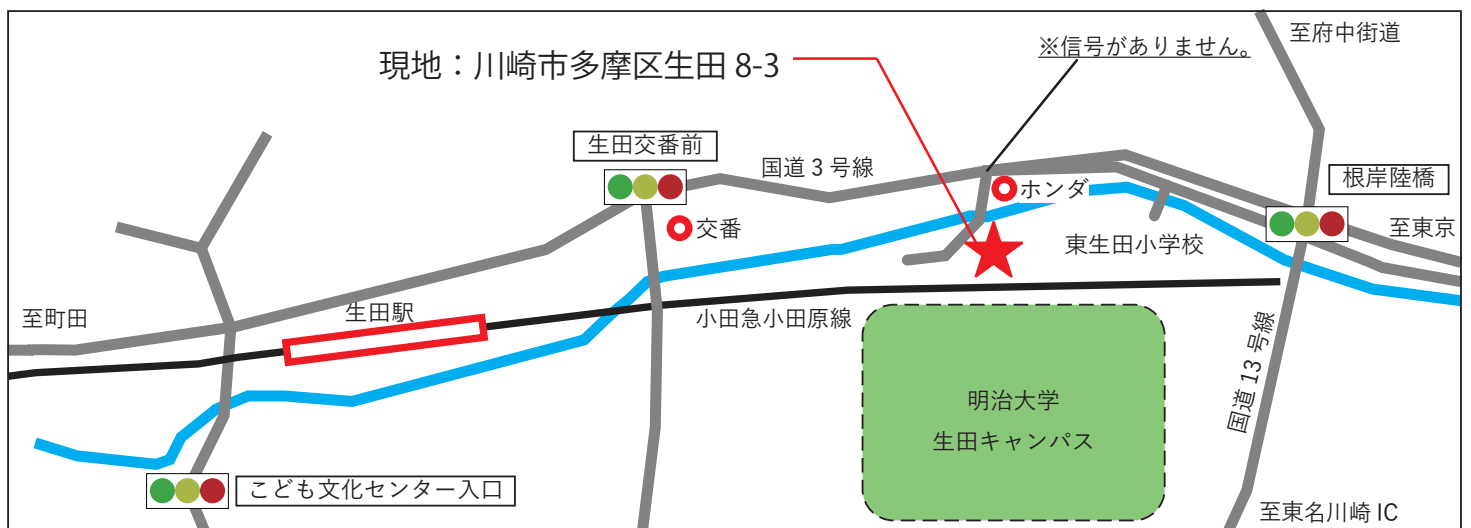 至府中街道
※信号がありません。
現地：川崎市多摩区生田 8-3
生田交番前
国道 3 号線
根岸陸橋
ホンダ
交番
東生田小学校
至東京
至町田
生田駅
小田急小田原線
国道 13 号線
明治大学
生田キャンパス
こども文化センター入口
至東名川崎 IC